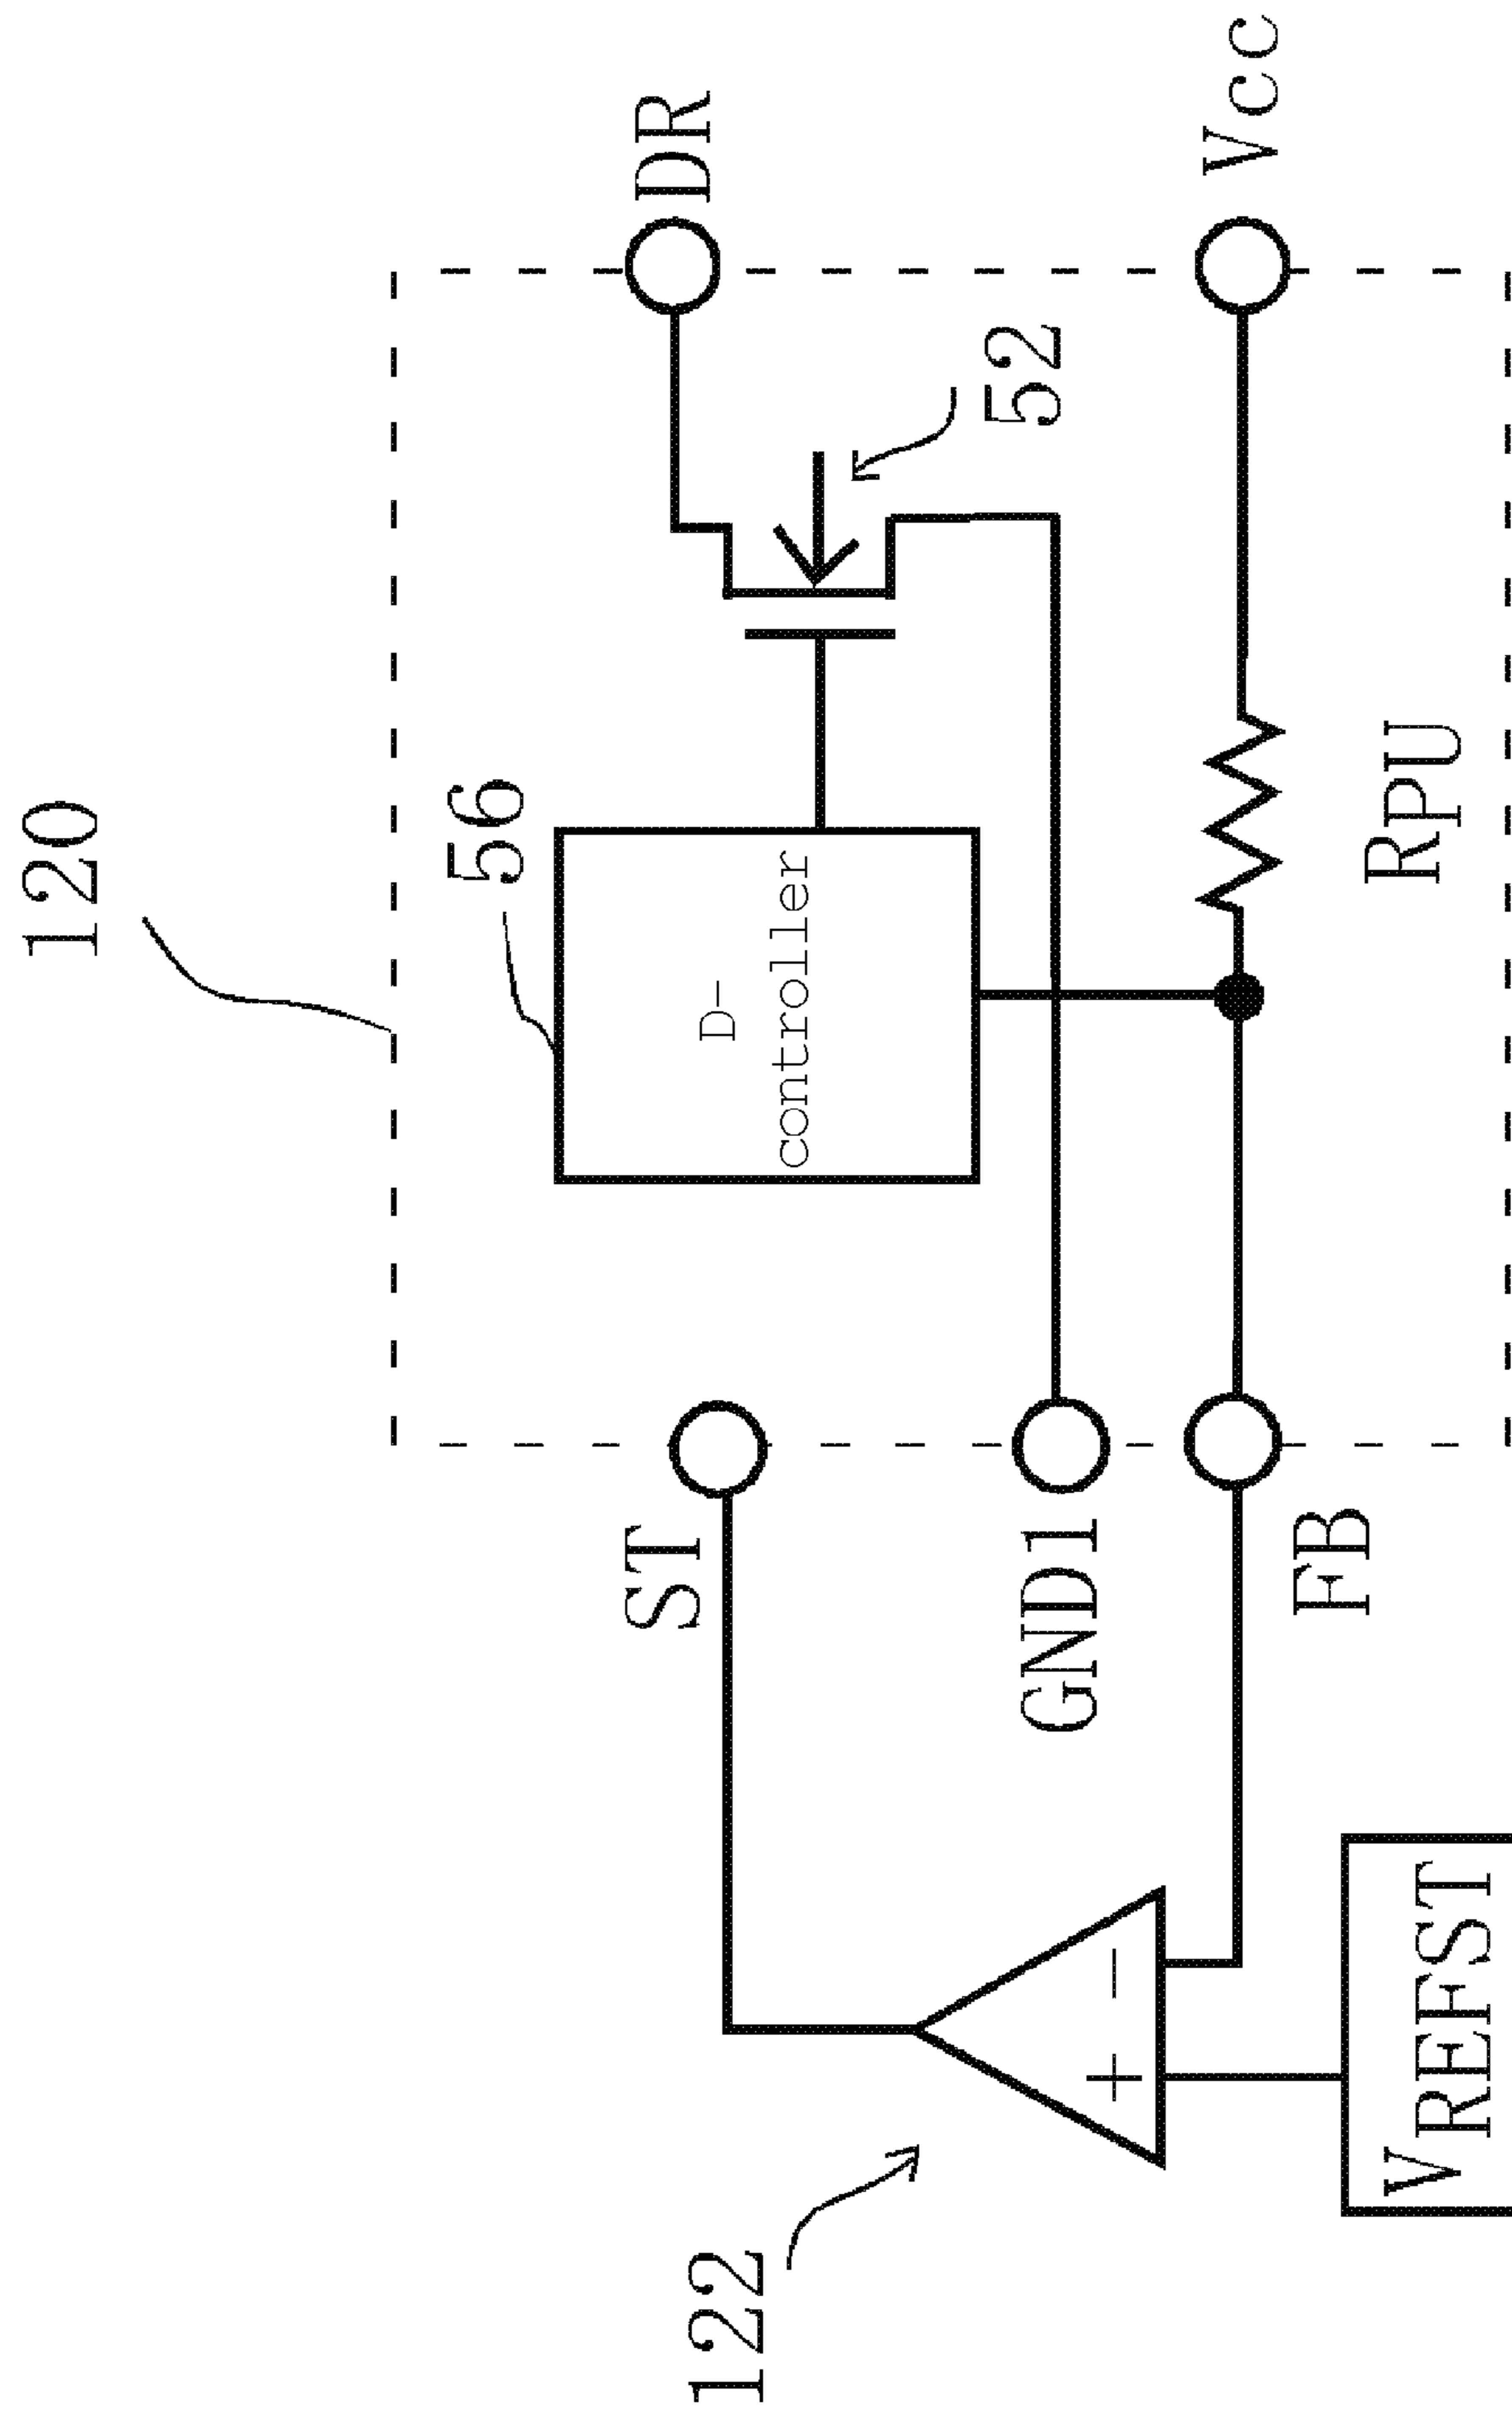 120
56
DR
D-
controller
52
ST
GND1
Vcc
RPU
FB
122
+ −
VREFST